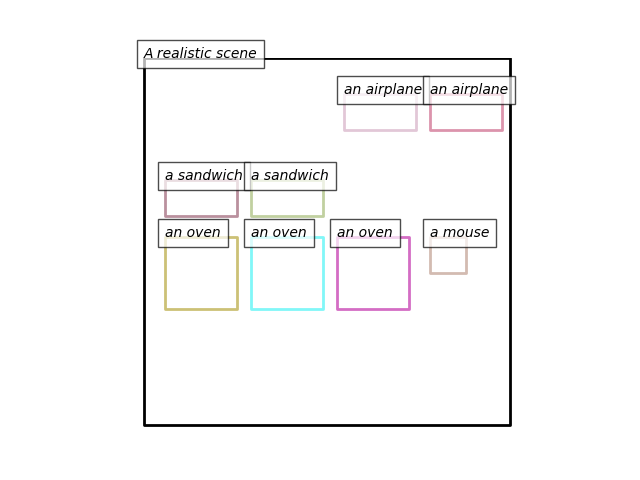 A realistic scene
an airplane
an airplane
a sandwich
a sandwich
an oven
an oven
an oven
a mouse